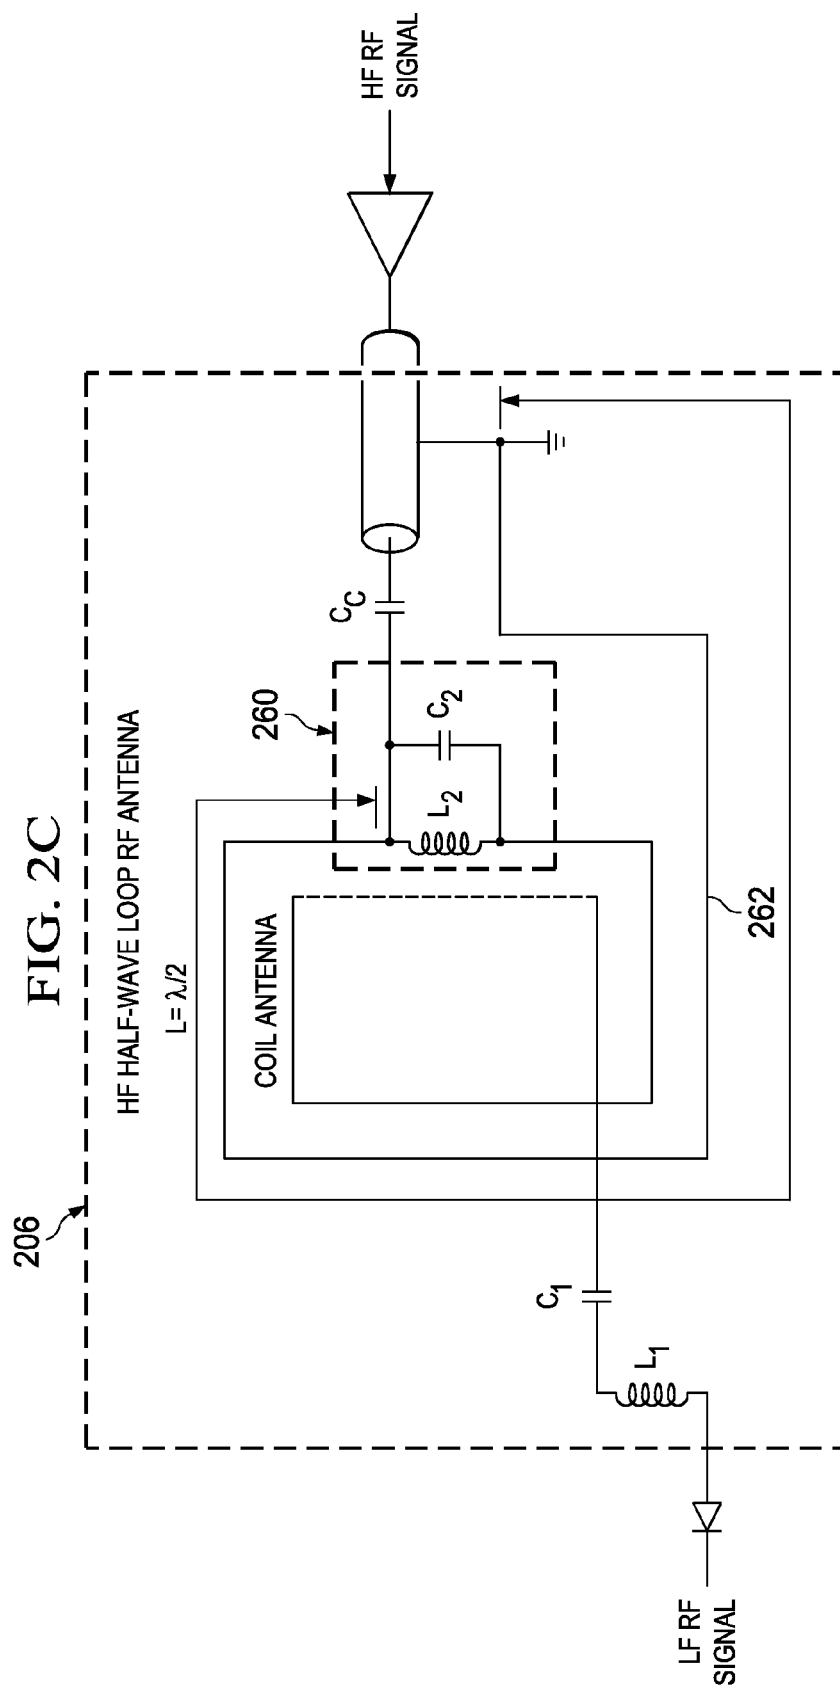 FIG. 2C
206
HF HALF-WAVE LOOP RF ANTENNA
L= λ/2
260
COIL ANTENNA
L2
C2
CC
HF RF
SIGNAL
C1
L1
262
LF RF
SIGNAL